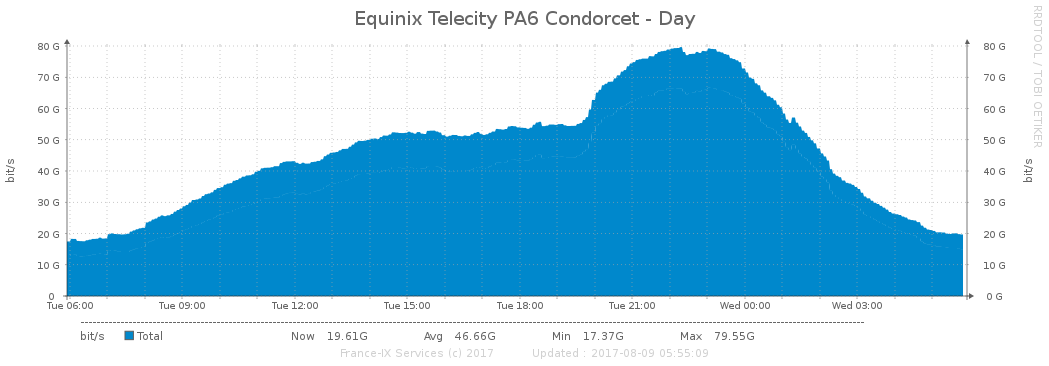 Equinix Telecity PA6 Condorcet - Day
RRDTOOL / TOBI OETIKER
bit/s
80 G
70 G
60 G
50 G
40 G
30 G
20 G
10 G
0
80 G
70 G
60 G
50 G
40 G
30 G
20 G
10 G
0 G
bit/s
Tue 06:00 Tue 09:00 Tue 12:00 Tue 15:00 Tue 18:00 Tue 21:00 Wed 00:00 Wed 03:00
bit/s Total Now 19.61G Avg 46.66G Min 17.37G Max 79.55G
France-IX Services (c) 2017 Updated : 2017-08-09 05:55:09